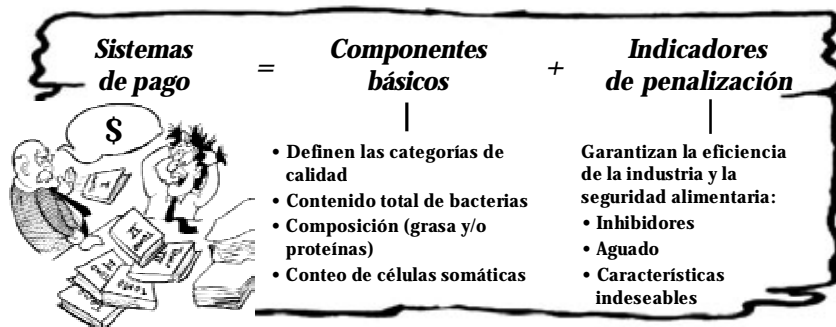 Sistemas
de pago
=
Componentes
básicos
+
Indicadores
de penalización
$
• Definen las categorías de
calidad
• Contenido total de bacterias
• Composición (grasa y/o
proteínas)
• Conteo de células somáticas
Garantizan la eficiencia
de la industria y la
seguridad alimentaria:
• Inhibidores
• Aguado
• Características
indeseables